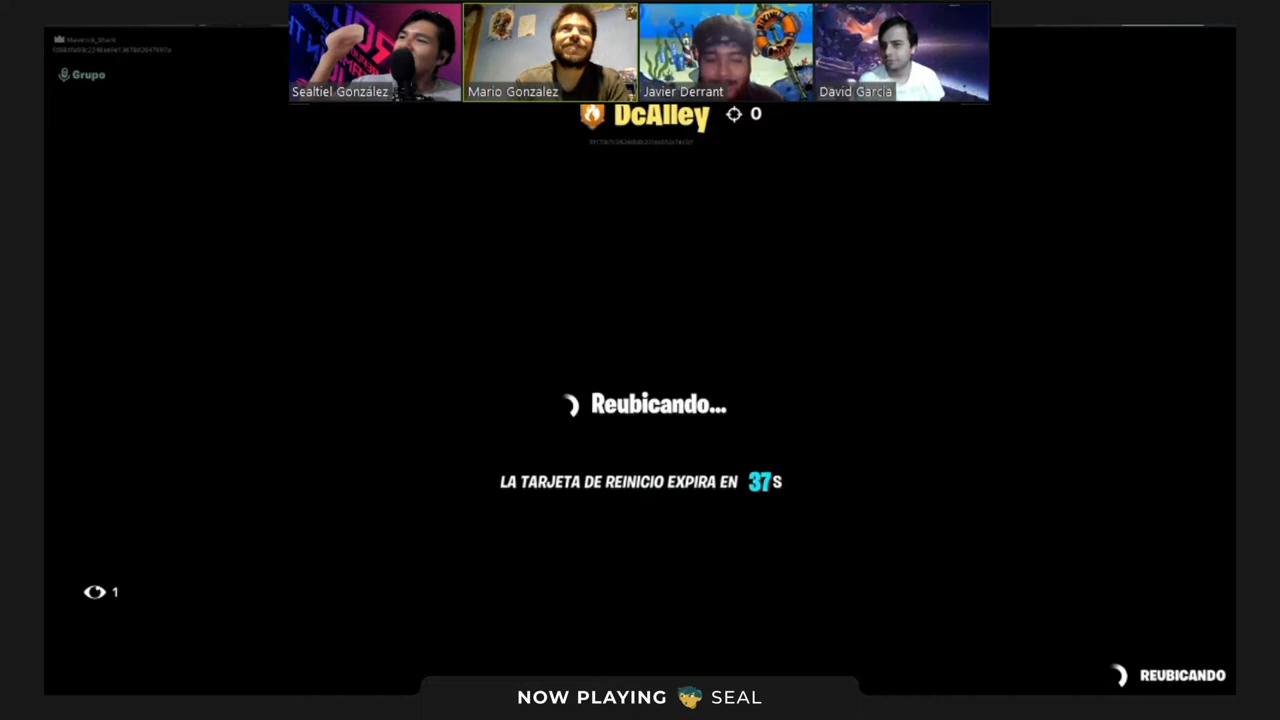 Sealtiel González
Mario Gonzalez
Javier Derrant
David García
Maverick_Shark
Grupo
DcAlley 0
Reubicando...
LA TARJETA DE REINICIO EXPIRA EN 37S
1
REUBICANDO
NOW PLAYING SEAL